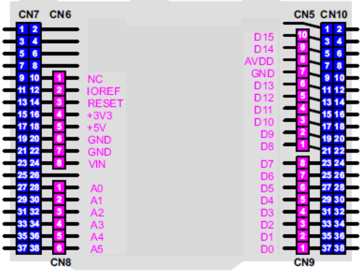 CN7 CN6 CN5 CN10
1 2 1 2
3 4 D15 10 3 4
5 6 D14 9 5 6
7 8 AVDD 8 7 8
9 10 1 NC GND 7 9 10
11 12 2 IOREF D13 6 11 12
13 14 3 RESET D12 5 13 14
15 16 4 +3V3 D11 4 15 16
17 18 5 +5V D10 3 17 18
19 20 6 GND D9 2 19 20
21 22 7 GND D8 1 21 22
23 24 8 VIN D7 23 24
25 26 D6 25 26
27 28 1 A0 D5 6 27 28
29 30 2 A1 D4 5 29 30
31 32 3 A2 D3 4 31 32
33 34 4 A3 D2 3 33 34
35 36 5 A4 D1 2 35 36
37 38 6 A5 D0 1 37 38
CN8 CN9